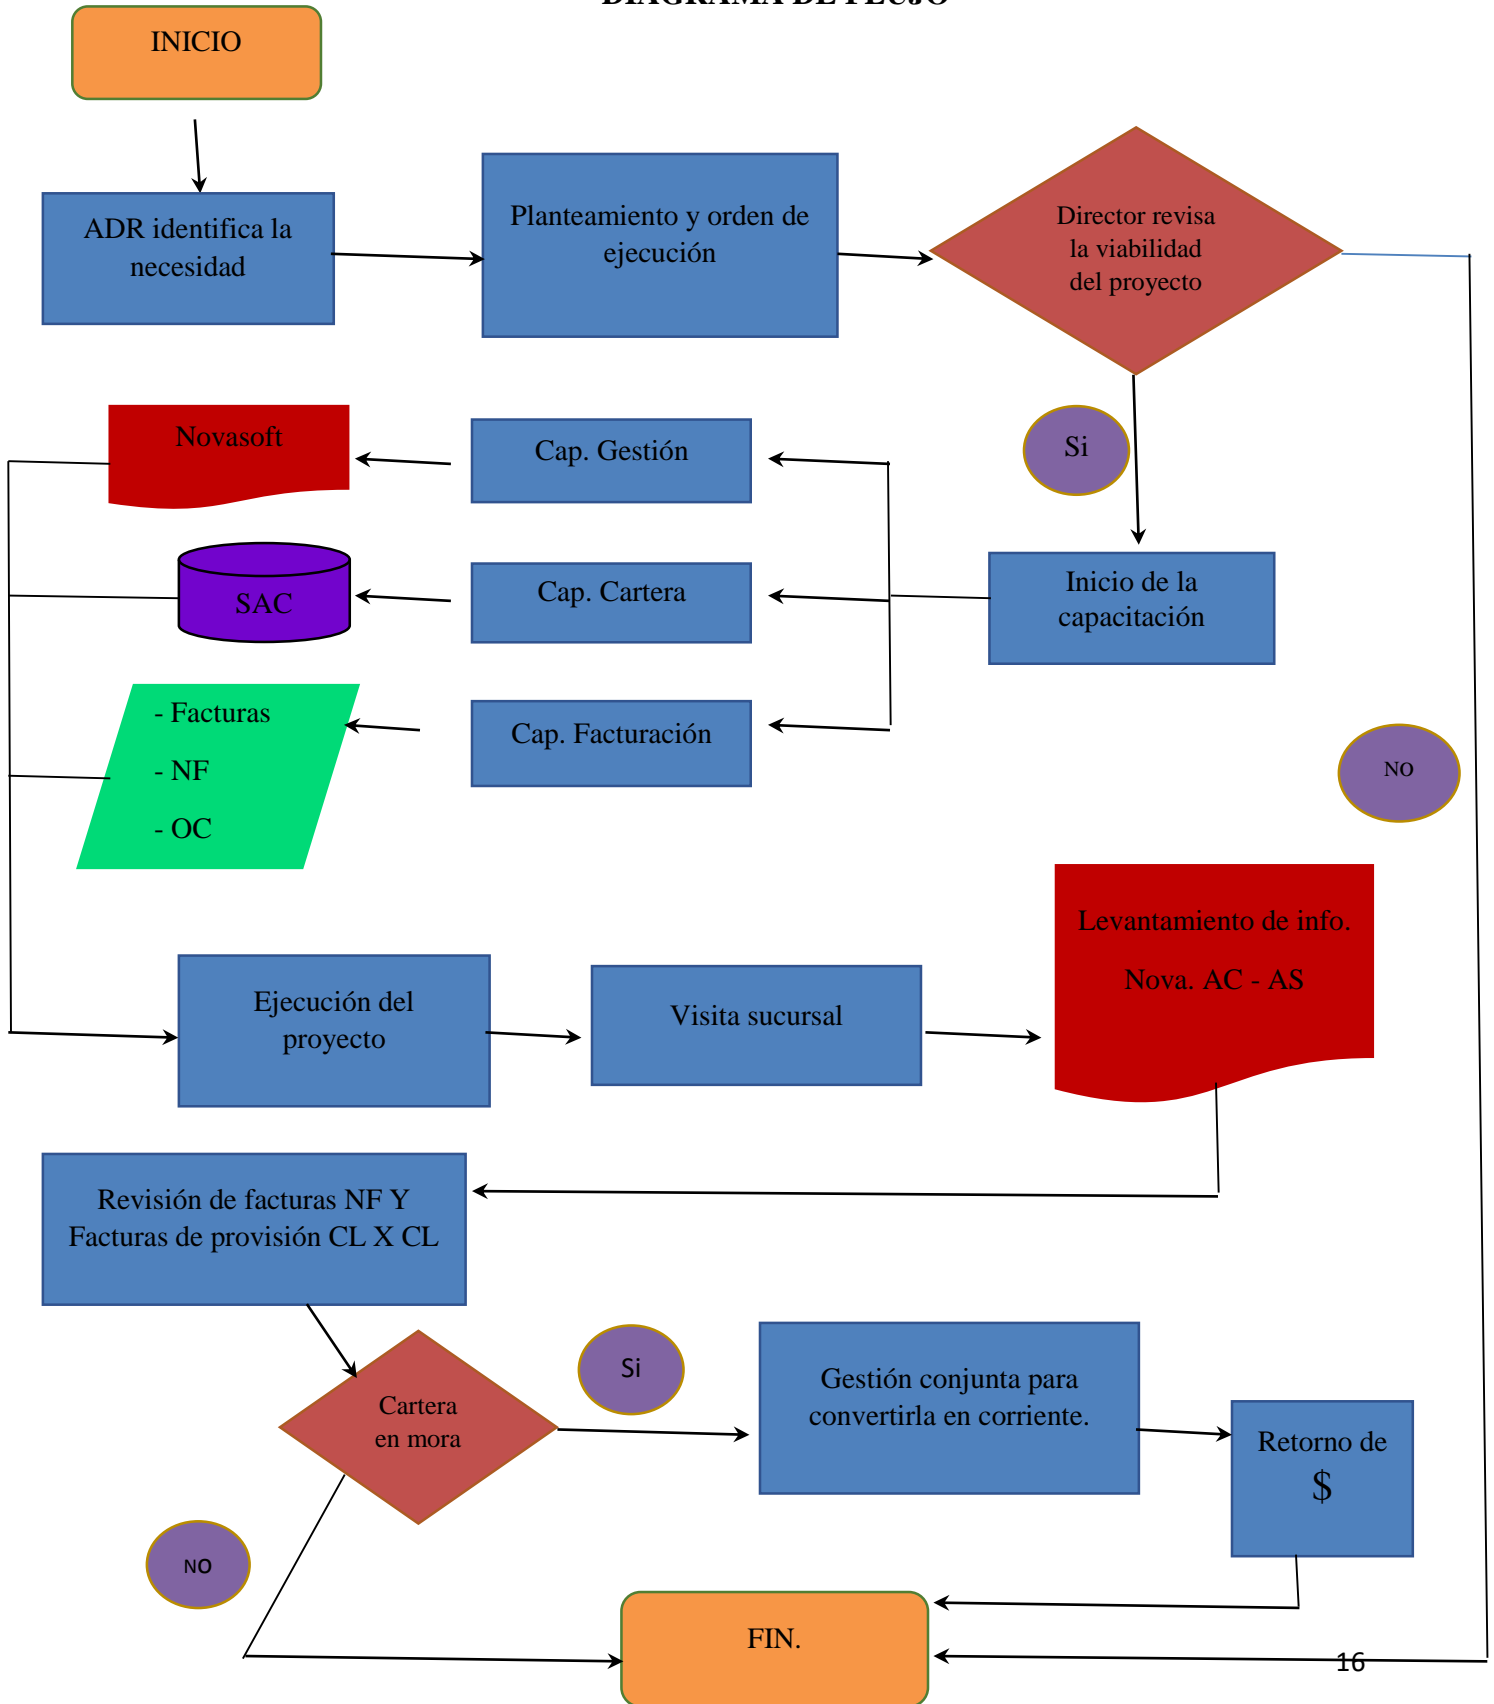 DIAGRAMA DE FLUJO
INICIO
ADR identifica la
necesidad
Planteamiento y orden de
ejecución
Director revisa
la viabilidad
del proyecto
Si
Novasoft
Cap. Gestión
SAC
Cap. Cartera
Inicio de la
capacitación
- Facturas
- NF
- OC
Cap. Facturación
NO
Levantamiento de info.
Nova. AC - AS
Ejecución del
proyecto
Visita sucursal
Revisión de facturas NF Y
Facturas de provisión CL X CL
Cartera
en mora
Si
Gestión conjunta para
convertirla en corriente.
Retorno de
$
NO
FIN.
16